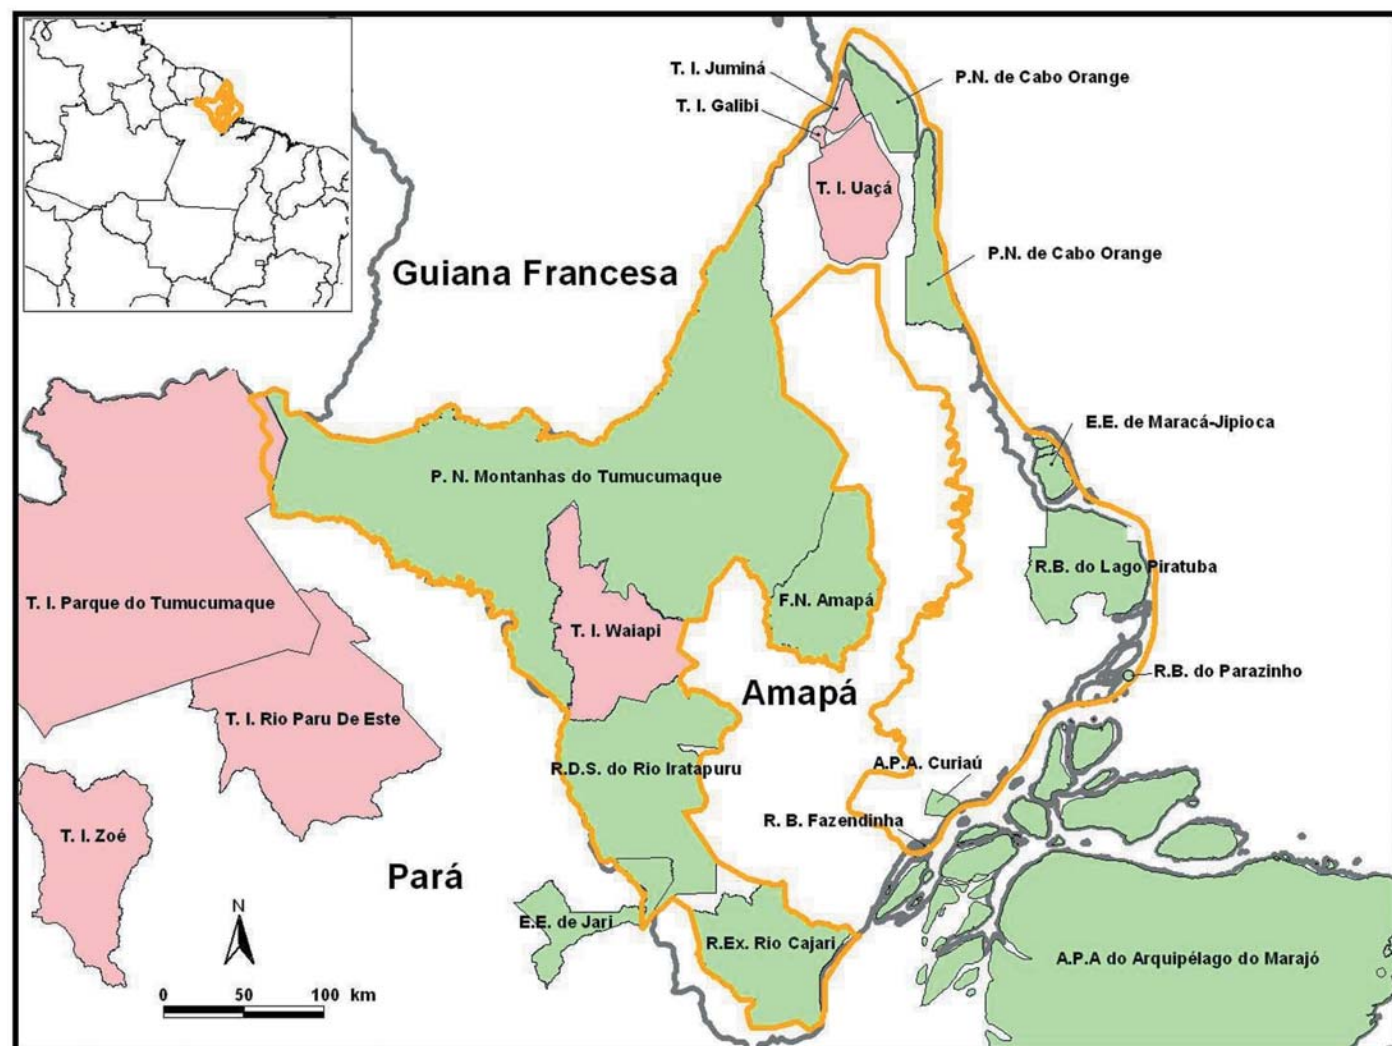 T. I. Juminá
P.N. de Cabo Orange
T. I. Galibi
T. I. Uaçá
P.N. de Cabo Orange
Guiana Francesa
E.E. de Maracá-Jipioca
P. N. Montanhas do Tumucumaque
R.B. do Lago Piratuba
T. I. Parque do Tumucumaque
F.N. Amapá
T. I. Waiapi
R.B. do Parazinho
Amapá
T. I. Rio Paru De Este
A.P.A. Curiaú
R.D.S. do Rio Iratapuru
R. B. Fazendinha
T. I. Zoé
Pará
N
E.E. de Jari
R.Ex. Rio Cajari
A.P.A do Arquipélago do Marajó
0 50 100 km